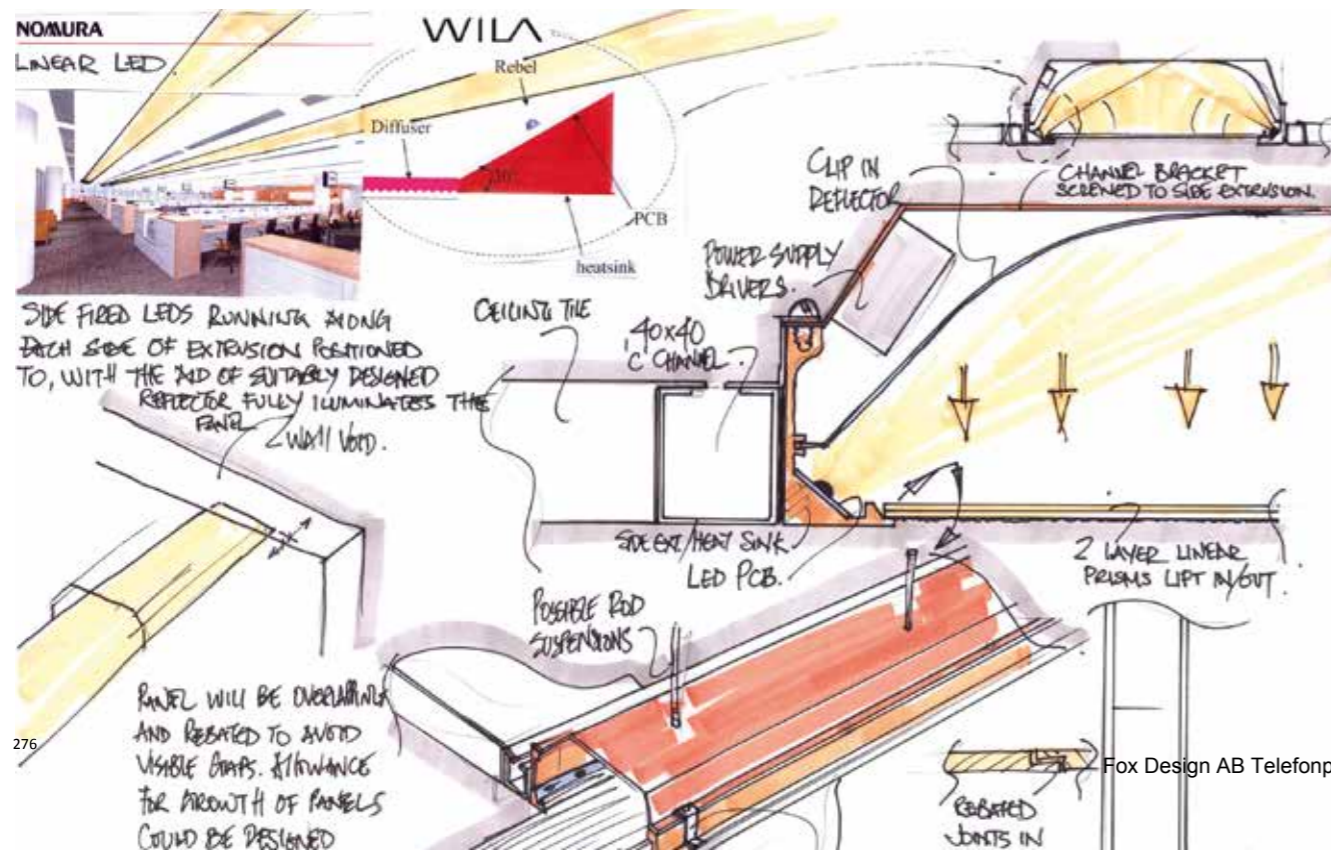 NOMURA
LINEAR LED
WILA
Rebel
Diffuser
30°
PCB
heatsink
SIDE FIRED LEDS RUNNING ALONG
EACH SIDE OF EXTRUSION POSITIONED
TO, WITH THE AID OF SUITABLY DESIGNED
REFLECTOR FULLY ILUMINATES THE
PANEL
WALL VOID.
CEILING TILE
40x40
'C' CHANNEL.
POWER SUPPLY
DRIVERS.
CLIP IN
DEFLECTOR
CHANNEL BRACKET
SCREWED TO SIDE EXTRUSION.
SIDE EXT/HEAT SINK
LED PCB.
2 LAYER LINEAR
PRISMS LIFT IN/OUT.
POSSIBLE ROD
SUSPENSIONS
PANEL WILL BE OVERLAPPING
AND REBATED TO AVOID
VISIBLE GAPS. ALLOWANCE
FOR GROWTH OF PANELS
COULD BE DESIGNED
276
Fox Design AB Telefonp
REBATED
JOINTS IN